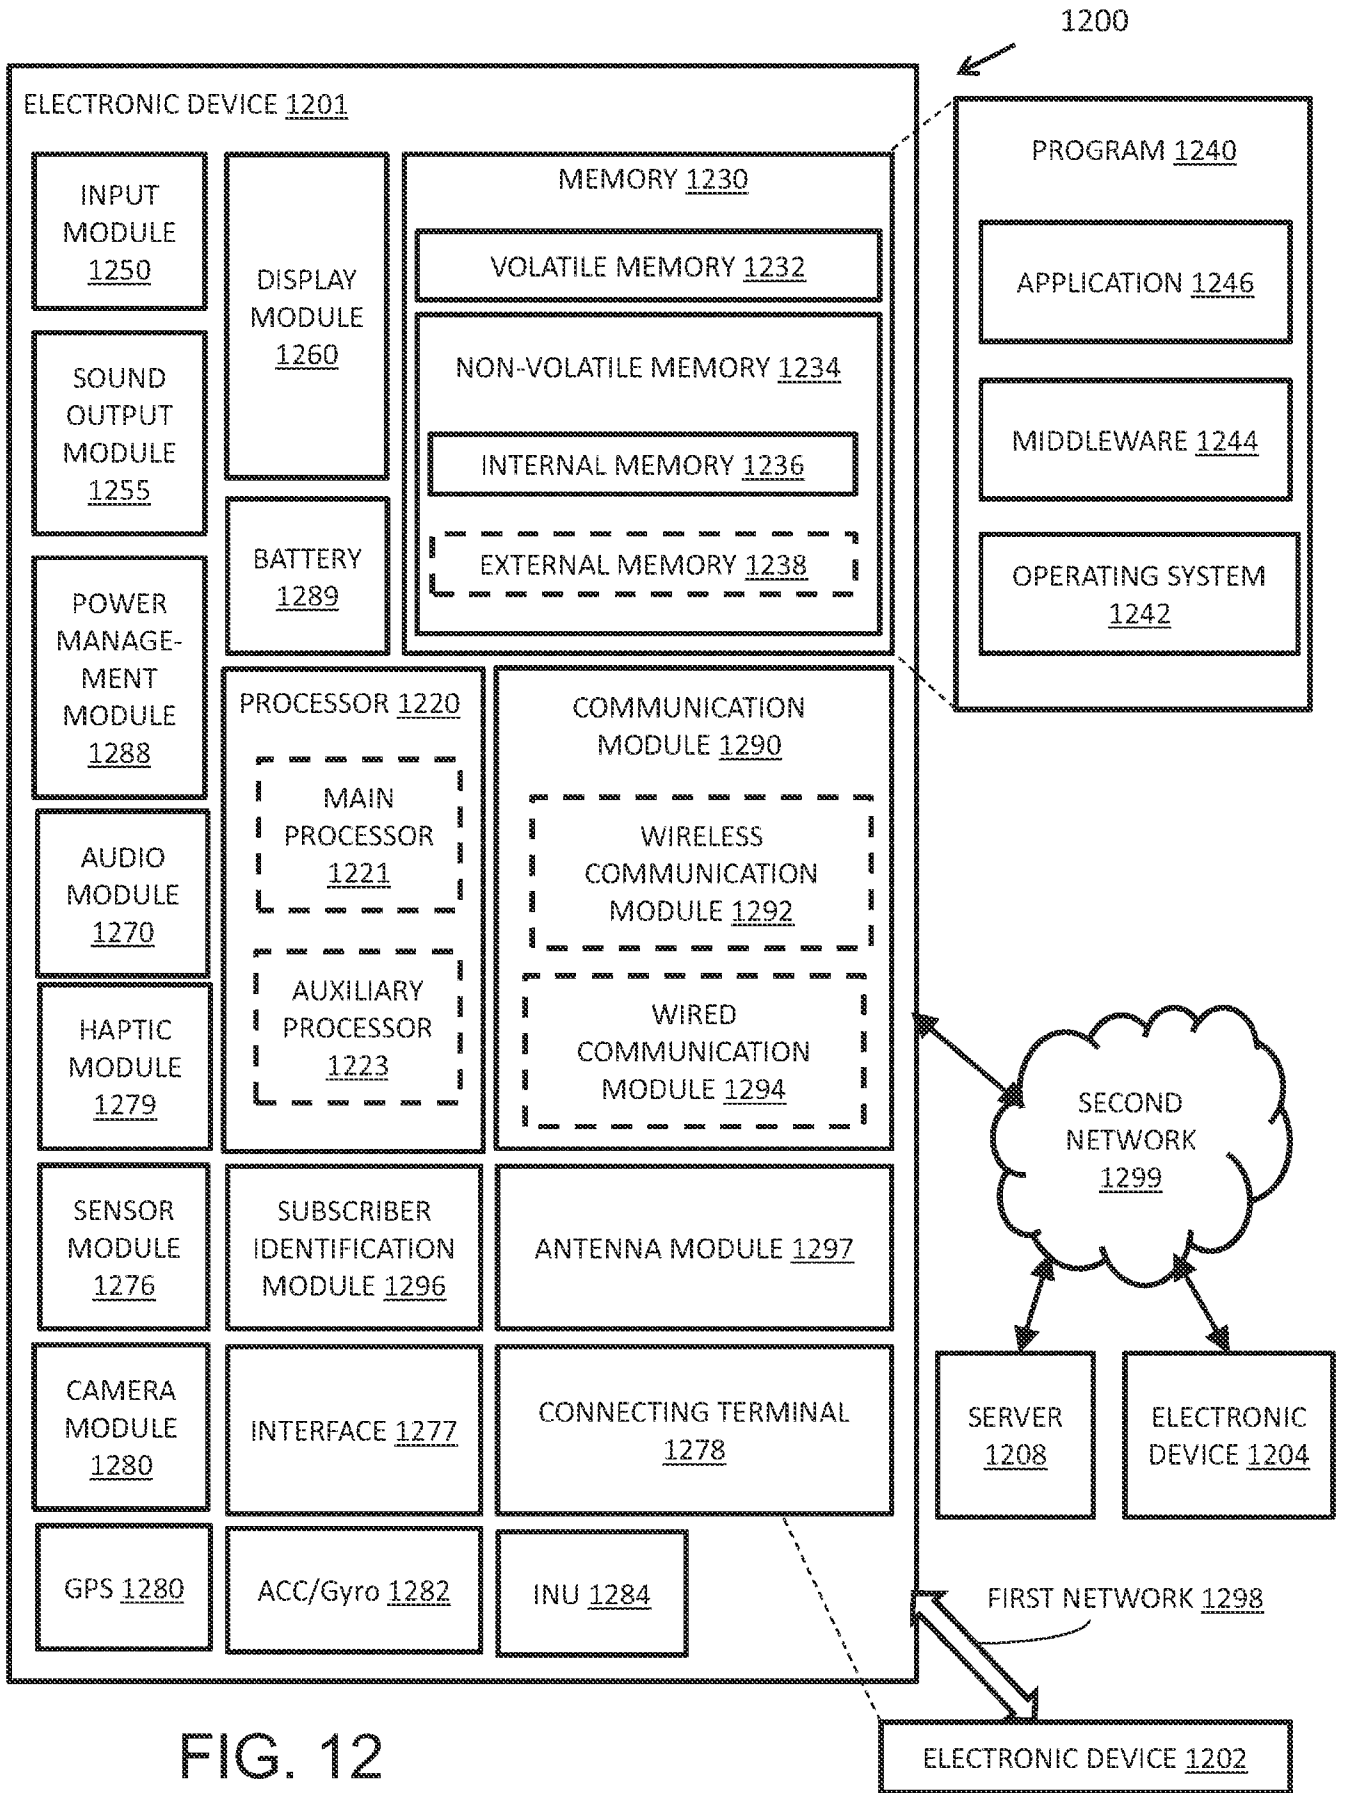 1200
ELECTRONIC DEVICE 1201
INPUT
MODULE
1250
SOUND
OUTPUT
MODULE
1255
POWER
MANAGE-
MENT
MODULE
1288
AUDIO
MODULE
1270
HAPTIC
MODULE
1279
SENSOR
MODULE
1276
CAMERA
MODULE
1280
GPS 1280
DISPLAY
MODULE
1260
BATTERY
1289
PROCESSOR 1220
MAIN
PROCESSOR
1221
AUXILIARY
PROCESSOR
1223
SUBSCRIBER
IDENTIFICATION
MODULE 1296
INTERFACE 1277
ACC/Gyro 1282
MEMORY 1230
VOLATILE MEMORY 1232
NON-VOLATILE MEMORY 1234
INTERNAL MEMORY 1236
EXTERNAL MEMORY 1238
COMMUNICATION
MODULE 1290
WIRELESS
COMMUNICATION
MODULE 1292
WIRED
COMMUNICATION
MODULE 1294
ANTENNA MODULE 1297
CONNECTING TERMINAL
1278
INU 1284
PROGRAM 1240
APPLICATION 1246
MIDDLEWARE 1244
OPERATING SYSTEM
1242
SECOND
NETWORK
1299
SERVER
1208
ELECTRONIC
DEVICE 1204
FIRST NETWORK 1298
ELECTRONIC DEVICE 1202
FIG. 12